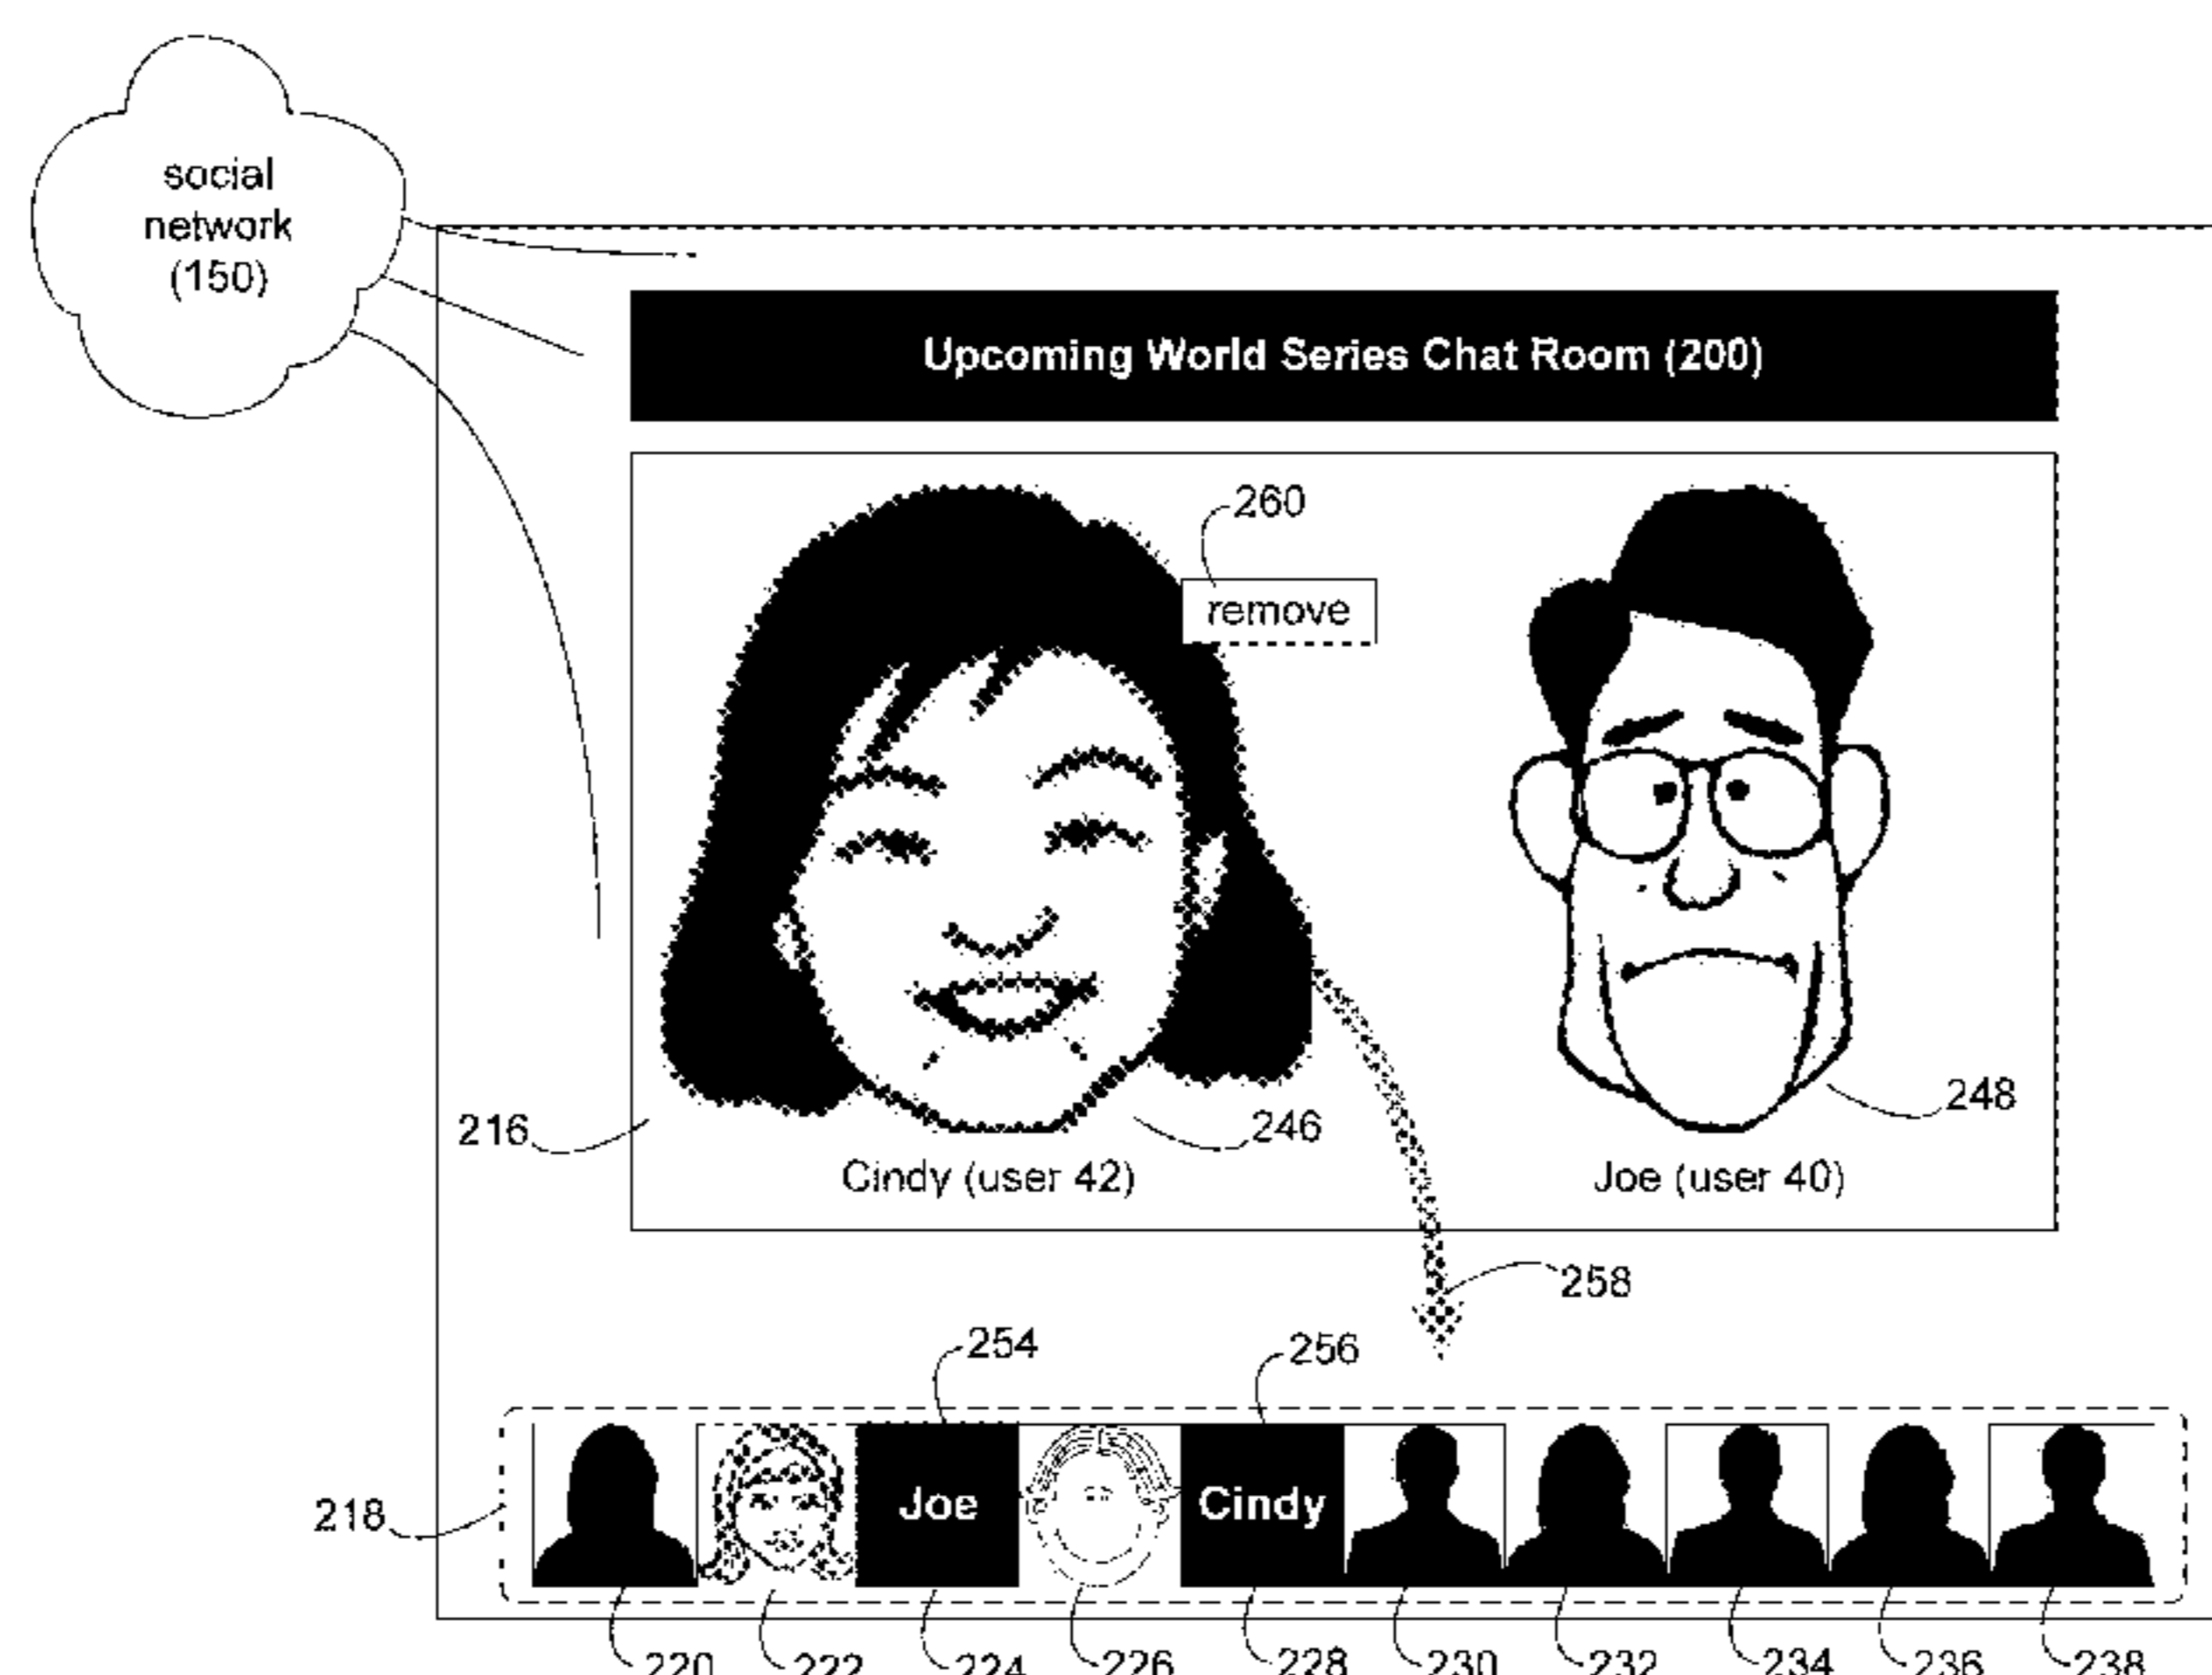 social
network
(150)
Upcoming World Series Chat Room (200)
260
remove
248
216
246
Cindy (user 42)
Joe (user 40)
258
254
256
Joe
Cindy
218
220
222
224
226
228
230
232
234
236
238